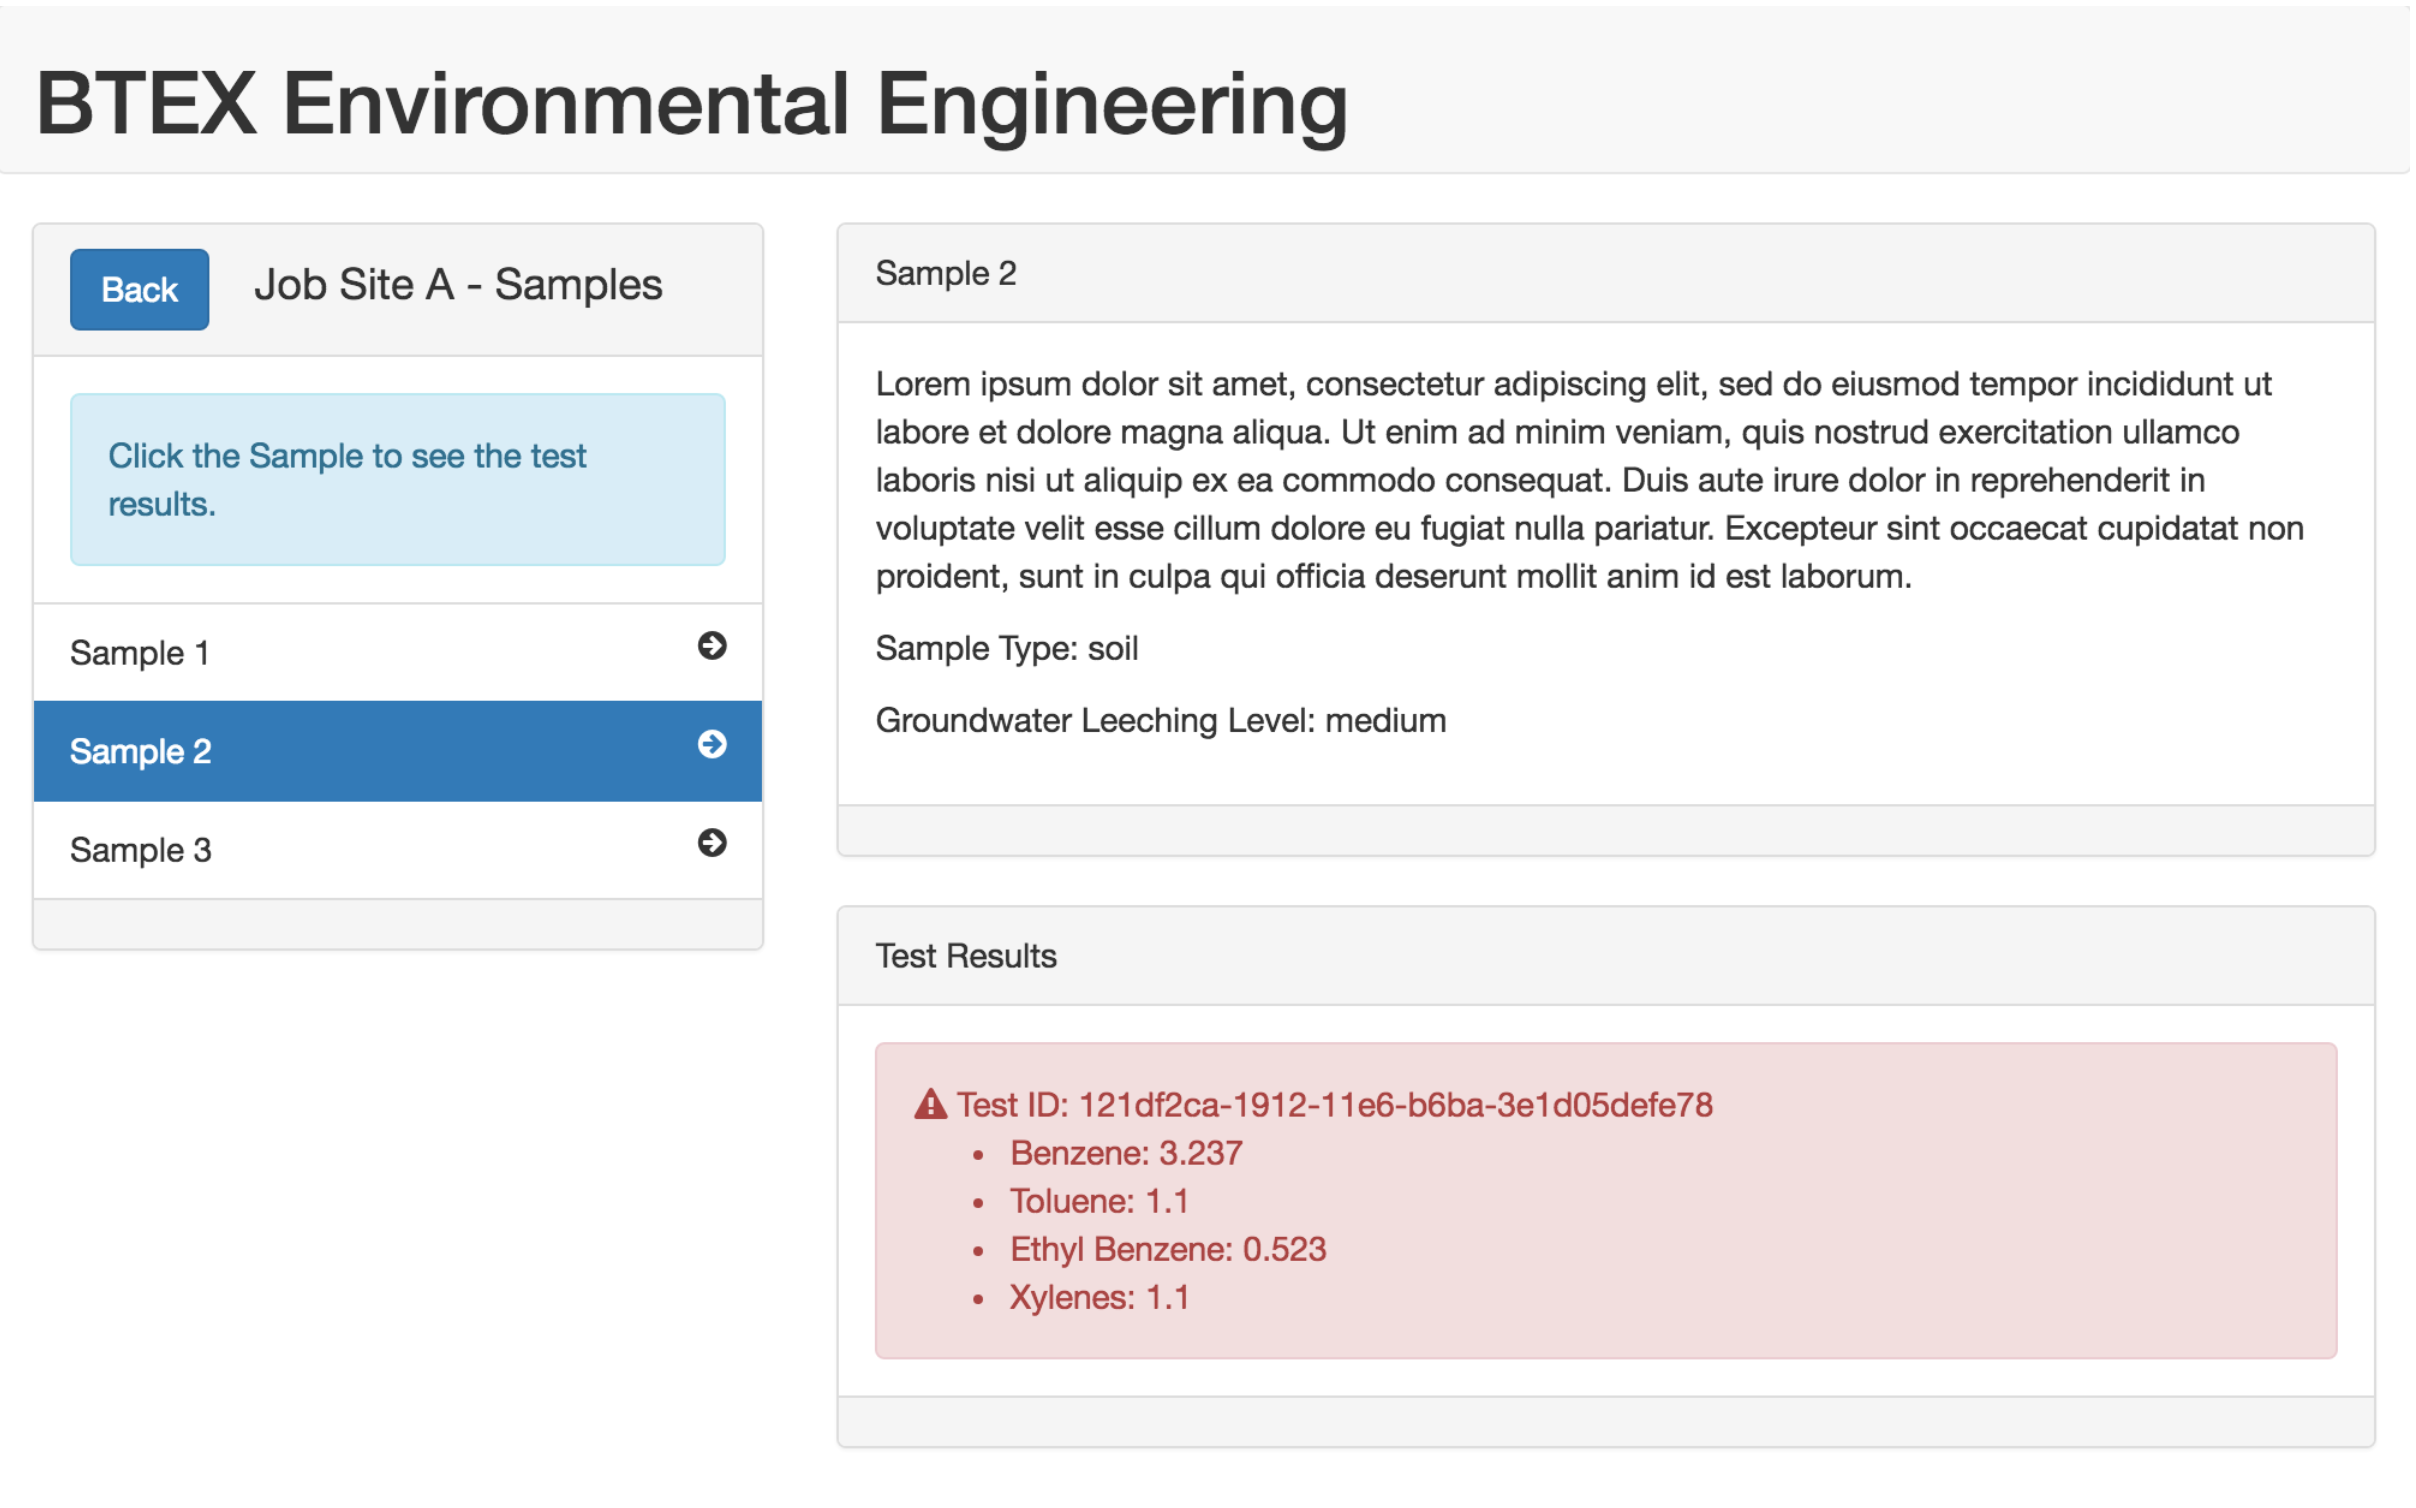 BTEX Environmental Engineering
Back
Job Site A - Samples
Click the Sample to see the test
results.
Sample 1
Sample 2
Sample 3
Sample 2
Lorem ipsum dolor sit amet, consectetur adipiscing elit, sed do eiusmod tempor incididunt ut
labore et dolore magna aliqua. Ut enim ad minim veniam, quis nostrud exercitation ullamco
laboris nisi ut aliquip ex ea commodo consequat. Duis aute irure dolor in reprehenderit in
voluptate velit esse cillum dolore eu fugiat nulla pariatur. Excepteur sint occaecat cupidatat non
proident, sunt in culpa qui officia deserunt mollit anim id est laborum.
Sample Type: soil
Groundwater Leeching Level: medium
Test Results
Test ID: 121df2ca-1912-11e6-b6ba-3e1d05defe78
• Benzene: 3.237
• Toluene: 1.1
• Ethyl Benzene: 0.523
• Xylenes: 1.1